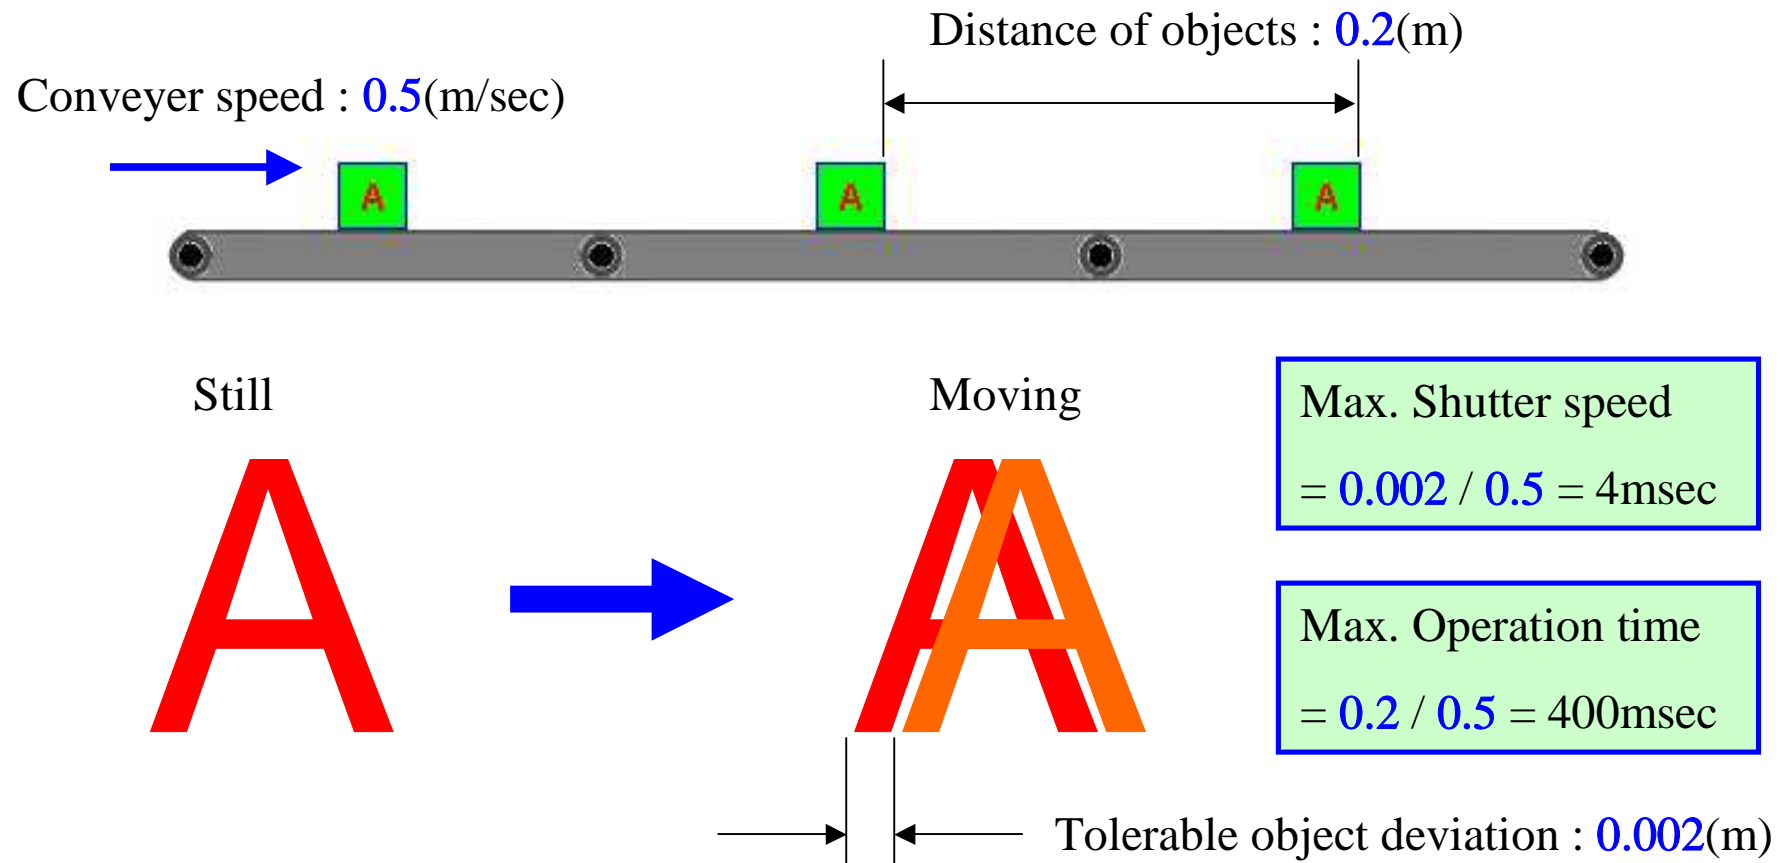 Distance of objects : 0.2(m)
Conveyer speed : 0.5(m/sec)
A
A
A
Still
Moving
A
AA
Max. Shutter speed
= 0.002 / 0.5 = 4msec
Max. Operation time
= 0.2 / 0.5 = 400msec
Tolerable object deviation : 0.002(m)